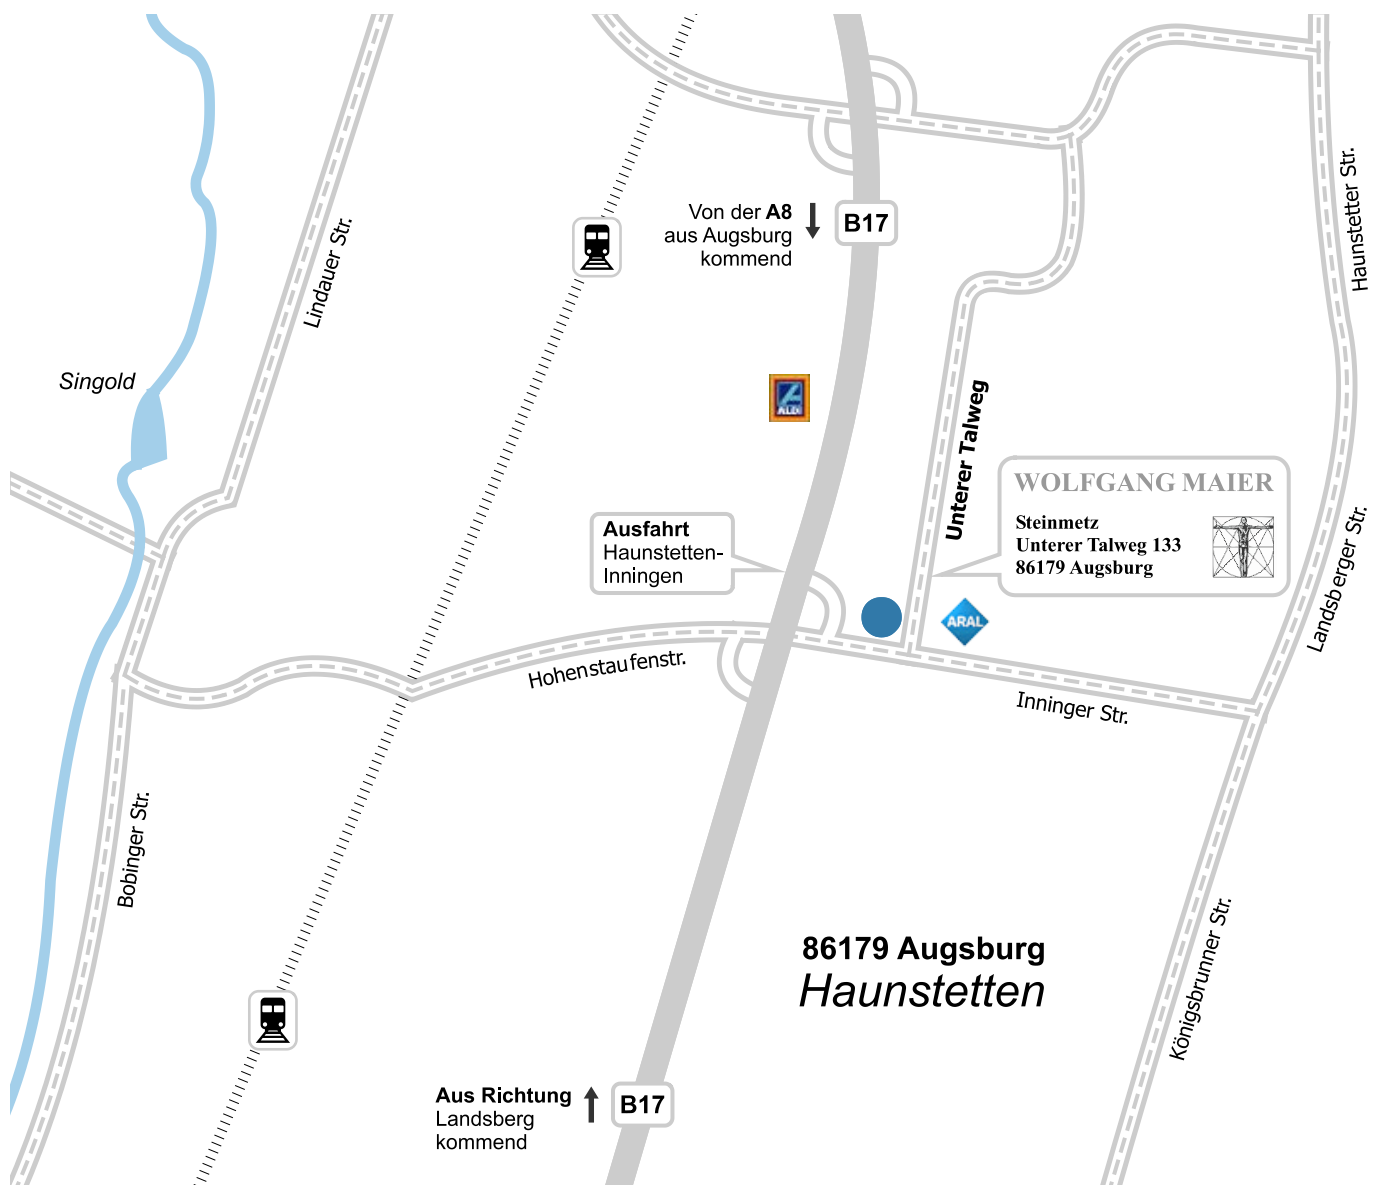 Von der A8
aus Augsburg
kommend
B17
Haunstetter Str.
Lindauer Str.
Singold
ALDI
Unterer Talweg
WOLFGANG MAIER
Steinmetz
Unterer Talweg 133
86179 Augsburg
Ausfahrt
Haunstetten-
Inningen
ARAL
Landsberger Str.
Hohenstaufenstr.
Inninger Str.
Bobinger Str.
86179 Augsburg
Haunstetten
Königsbrunner Str.
Aus Richtung
Landsberg
kommend
B17